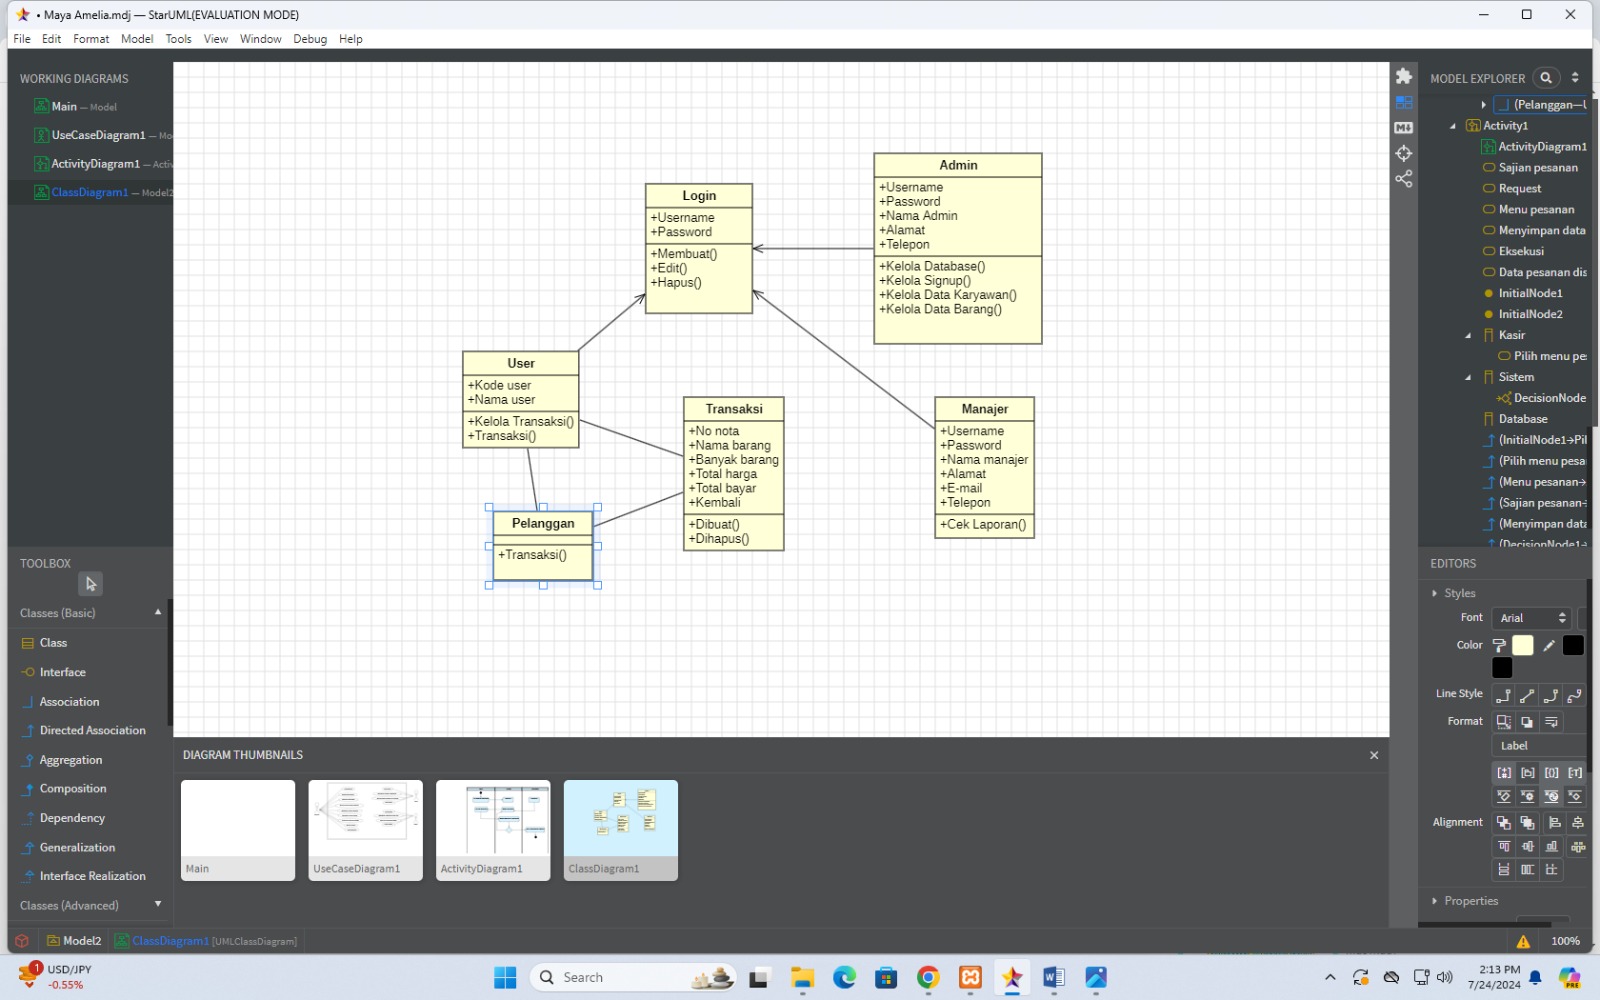 • Maya Amelia.mdj — StarUML(EVALUATION MODE)
File Edit Format Model Tools View Window Debug Help
WORKING DIAGRAMS
Main — Model
UseCaseDiagram1 — Mo
ActivityDiagram1 — Activ
ClassDiagram1 — Model2
TOOLBOX
Classes (Basic)
Class
Interface
Association
Directed Association
Aggregation
Composition
Dependency
Generalization
Interface Realization
Classes (Advanced)
Login
+Username
+Password
+Membuat()
+Edit()
+Hapus()
Admin
+Username
+Password
+Nama Admin
+Alamat
+Telepon
+Kelola Database()
+Kelola Signup()
+Kelola Data Karyawan()
+Kelola Data Barang()
User
+Kode user
+Nama user
+Kelola Transaksi()
+Transaksi()
Transaksi
+No nota
+Nama barang
+Banyak barang
+Total harga
+Total bayar
+Kembali
+Dibuat()
+Dihapus()
Manajer
+Username
+Password
+Nama manajer
+Alamat
+E-mail
+Telepon
+Cek Laporan()
Pelanggan
+Transaksi()
DIAGRAM THUMBNAILS
Main
UseCaseDiagram1
ActivityDiagram1
ClassDiagram1
MODEL EXPLORER
(Pelanggan—U
Activity1
ActivityDiagram1
Sajian pesanan
Request
Menu pesanan
Menyimpan data
Eksekusi
Data pesanan dis
InitialNode1
InitialNode2
Kasir
Pilih menu pe
Sistem
DecisionNode
Database
(InitialNode1→Pil
(Pilih menu pesa
(Menu pesanan→
(Sajian pesanan→
(Menyimpan data
(DecisionNode1→
EDITORS
Styles
Font Arial
Color
Line Style
Format
Label
Alignment
Properties
Model2 ClassDiagram1 [UMLClassDiagram]
100%
1
USD/JPY
-0.55%
Search
2:13 PM
7/24/2024
PRE